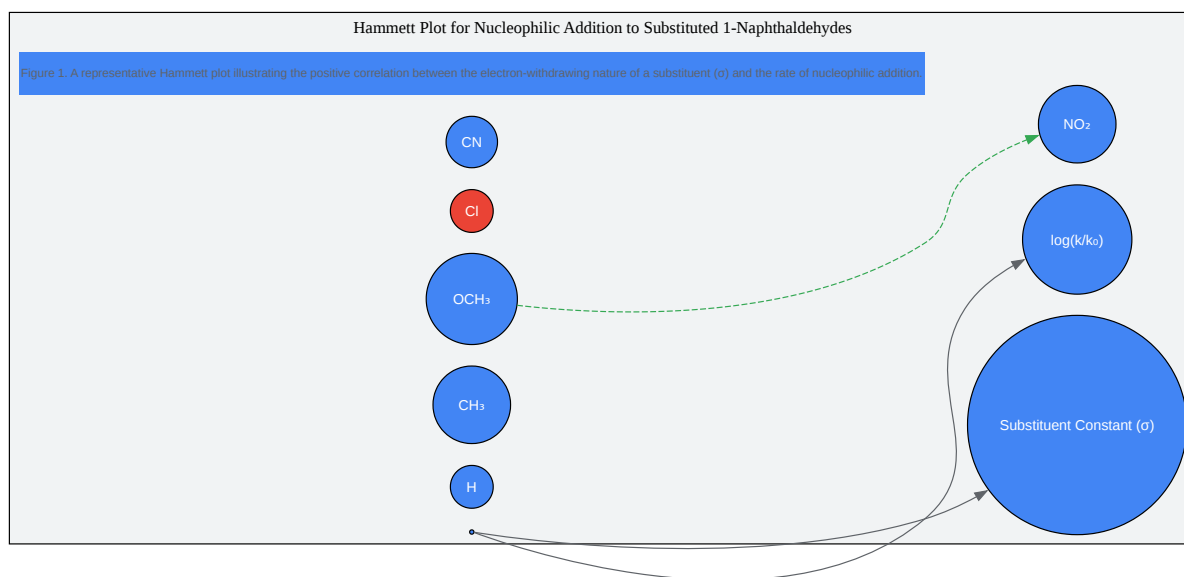 Hammett Plot for Nucleophilic Addition to Substituted 1-Naphthaldehydes
Figure 1. A representative Hammett plot illustrating the positive correlation between the electron-withdrawing nature of a substituent (σ) and the rate of nucleophilic addition.
CN
Cl
OCH₃
CH₃
H
NO₂
log(k/k₀)
Substituent Constant (σ)